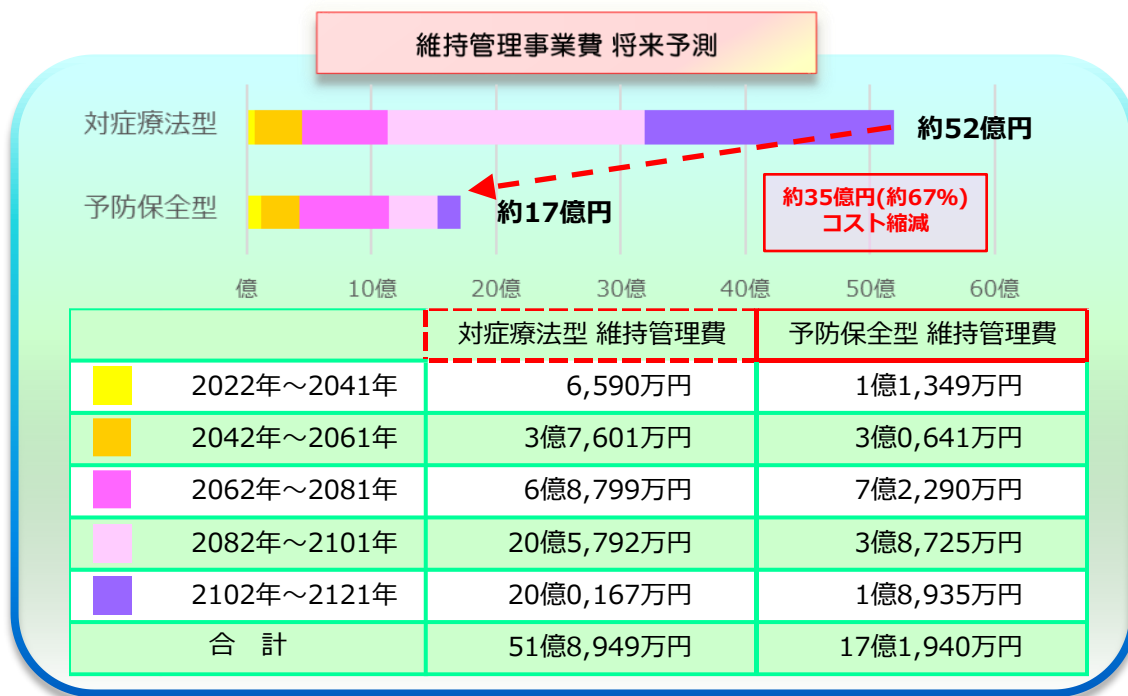 維持管理事業費 将来予測
対症療法型
約52億円
予防保全型
約17億円
約35億円(約67%)
コスト縮減
億 10億 20億 30億 40億 50億 60億
対症療法型 維持管理費 予防保全型 維持管理費
2022年～2041年 6,590万円 1億1,349万円
2042年～2061年 3億7,601万円 3億0,641万円
2062年～2081年 6億8,799万円 7億2,290万円
2082年～2101年 20億5,792万円 3億8,725万円
2102年～2121年 20億0,167万円 1億8,935万円
合 計 51億8,949万円 17億1,940万円